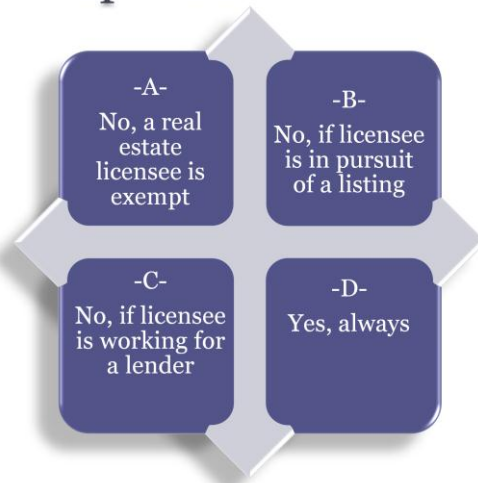 -A-
No, a real
estate
licensee is
exempt
-B-
No, if licensee
is in pursuit
of a listing
-C-
No, if licensee
is working for
a lender
-D-
Yes, always